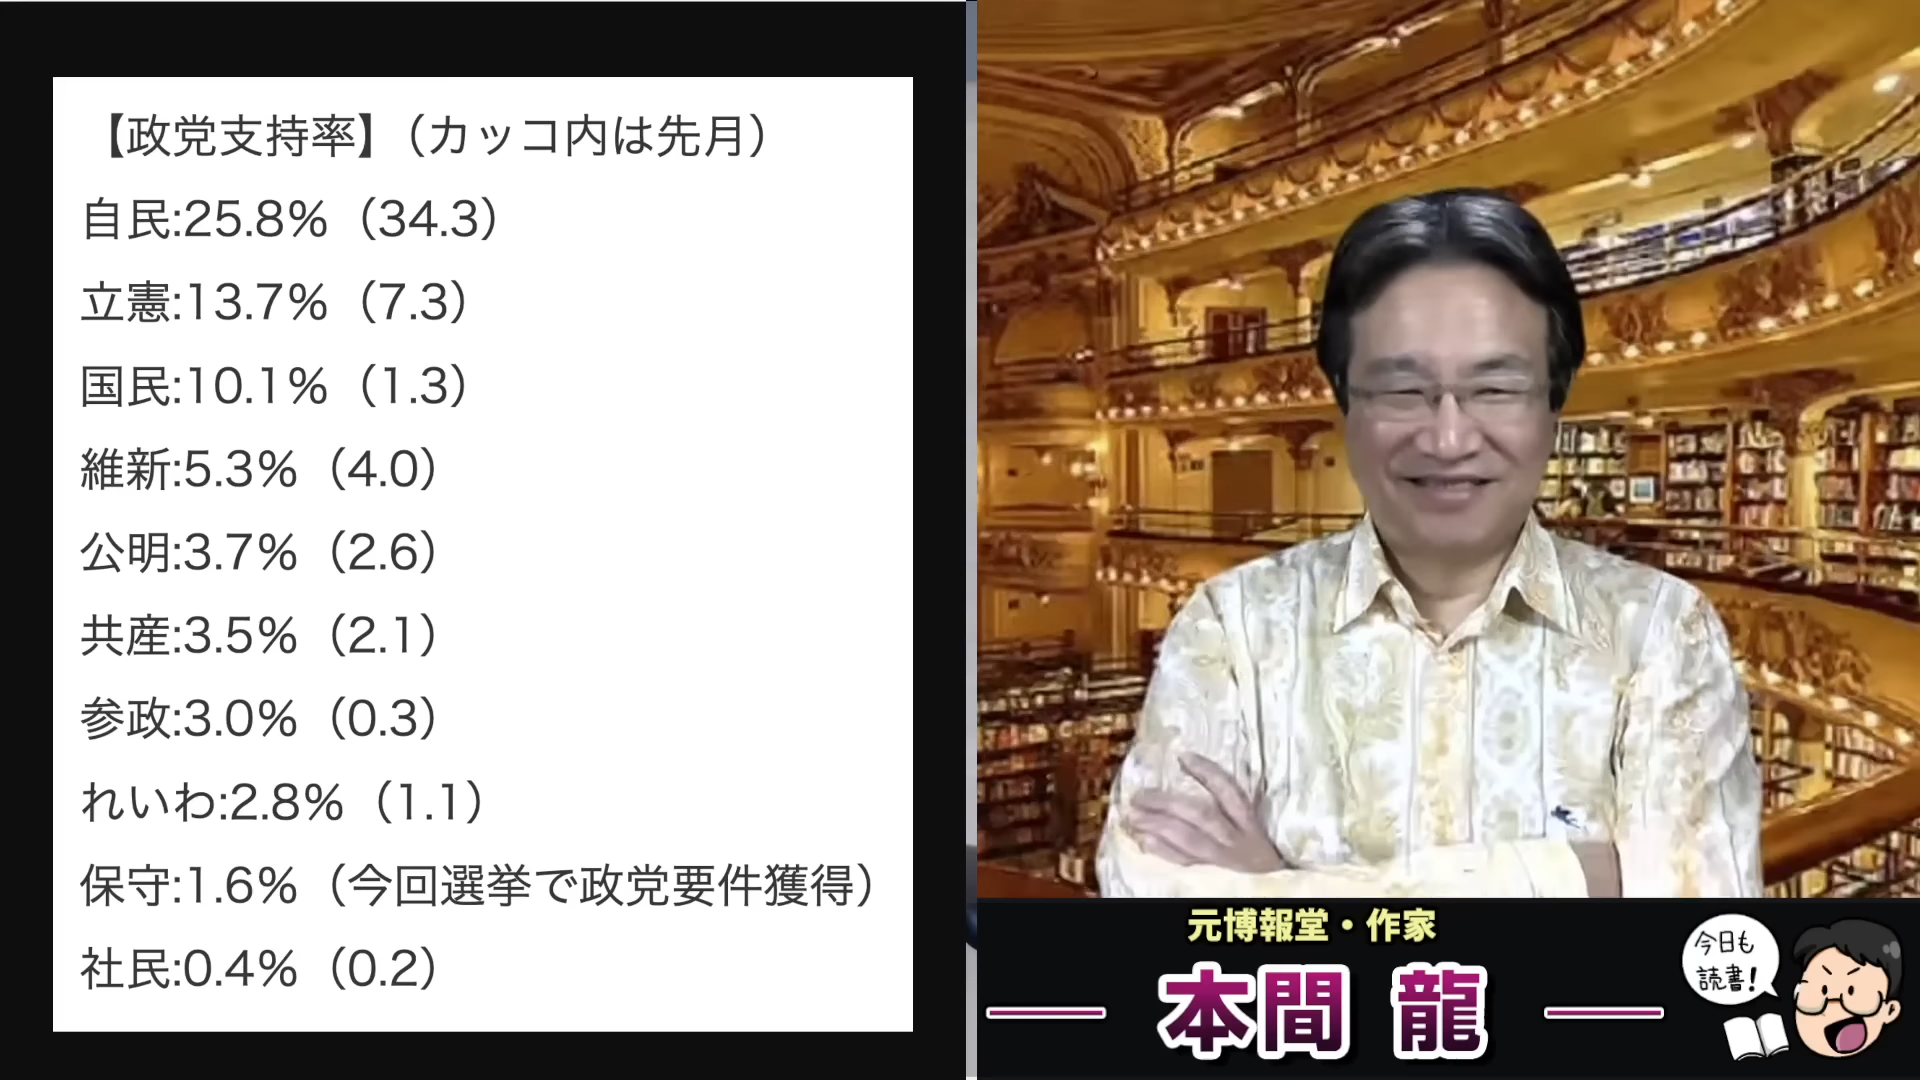 【政党支持率】（カッコ内は先月）
自民:25.8%（34.3）
立憲:13.7%（7.3）
国民:10.1%（1.3）
維新:5.3%（4.0）
公明:3.7%（2.6）
共産:3.5%（2.1）
参政:3.0%（0.3）
れいわ:2.8%（1.1）
保守:1.6%（今回選挙で政党要件獲得）
社民:0.4%（0.2）
元博報堂・作家
本間 龍
今日も
読書!